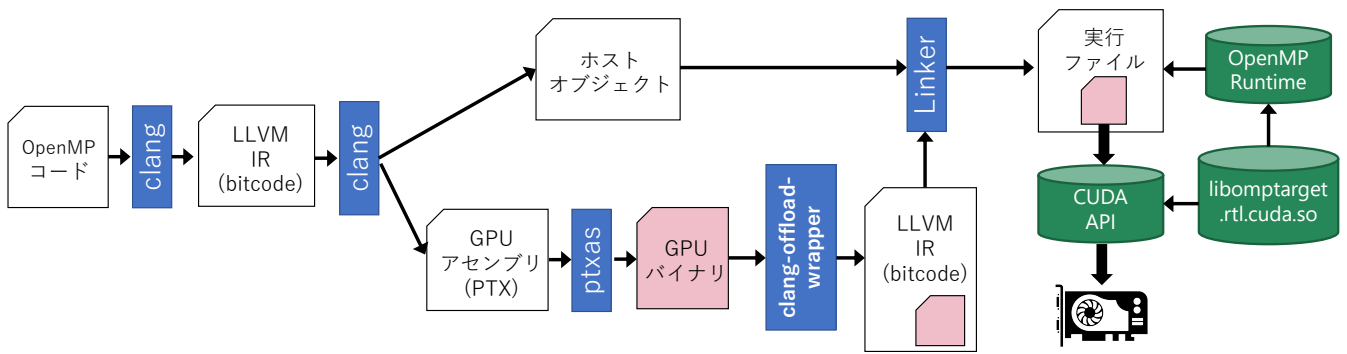 OpenMP
コード
clang
LLVM
IR
(bitcode)
clang
ホスト
オブジェクト
GPU
アセンブリ
(PTX)
ptxas
GPU
バイナリ
clang-offload-
wrapper
LLVM
IR
(bitcode)
Linker
実行
ファイル
OpenMP
Runtime
CUDA
API
libomptarget
.rtl.cuda.so